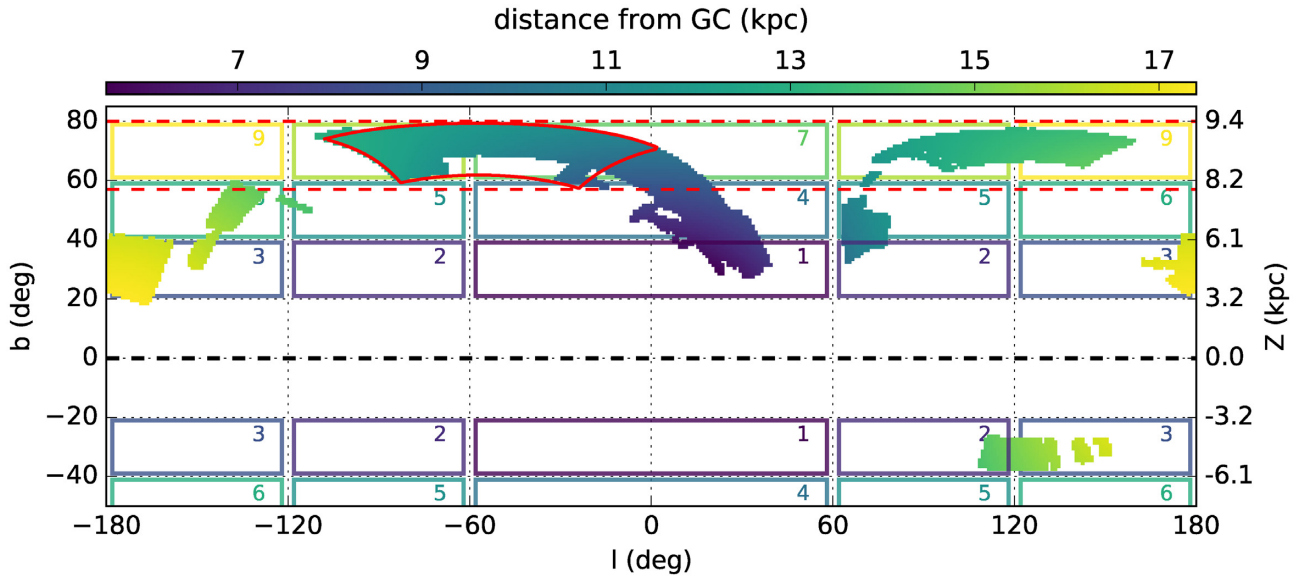 distance from GC (kpc)
7 9 11 13 15 17
80 9 7 9 9.4
60 8.2
5 4 5 6
40 6.1
3 2 1 2 3
20 3.2
0 0.0
−20 -3.2
3 2 1 2 3
−40 -6.1
6 5 4 5 6
−180 −120 −60 0 60 120 180
b (deg)
Z (kpc)
l (deg)